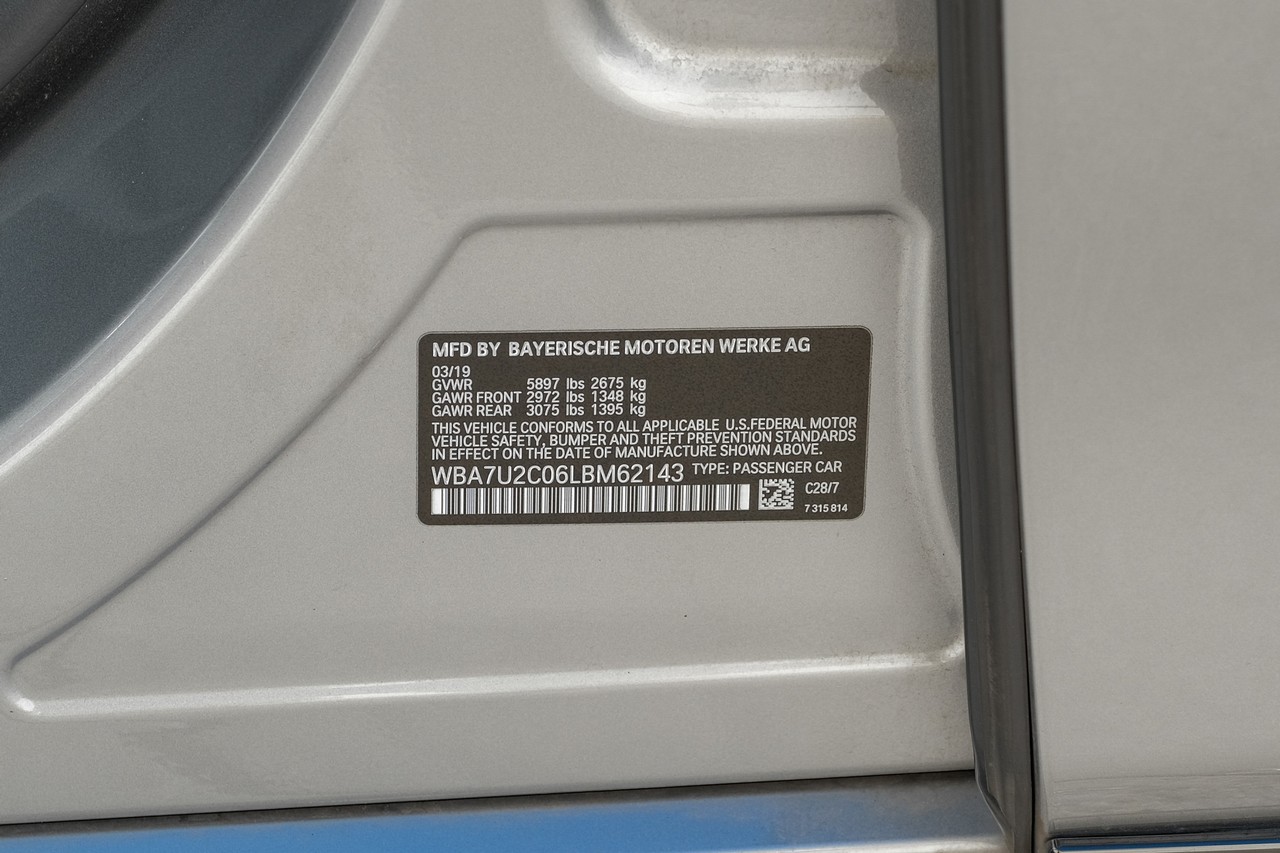 MFD BY BAYERISCHE MOTOREN WERKE AG
03/19
GVWR 5897 lbs 2675 kg
GAWR FRONT 2972 lbs 1348 kg
GAWR REAR 3075 lbs 1395 kg
THIS VEHICLE CONFORMS TO ALL APPLICABLE U.S.FEDERAL MOTOR
VEHICLE SAFETY, BUMPER AND THEFT PREVENTION STANDARDS
IN EFFECT ON THE DATE OF MANUFACTURE SHOWN ABOVE.
WBA7U2C06LBM62143 TYPE: PASSENGER CAR
C28/7
7 315 814